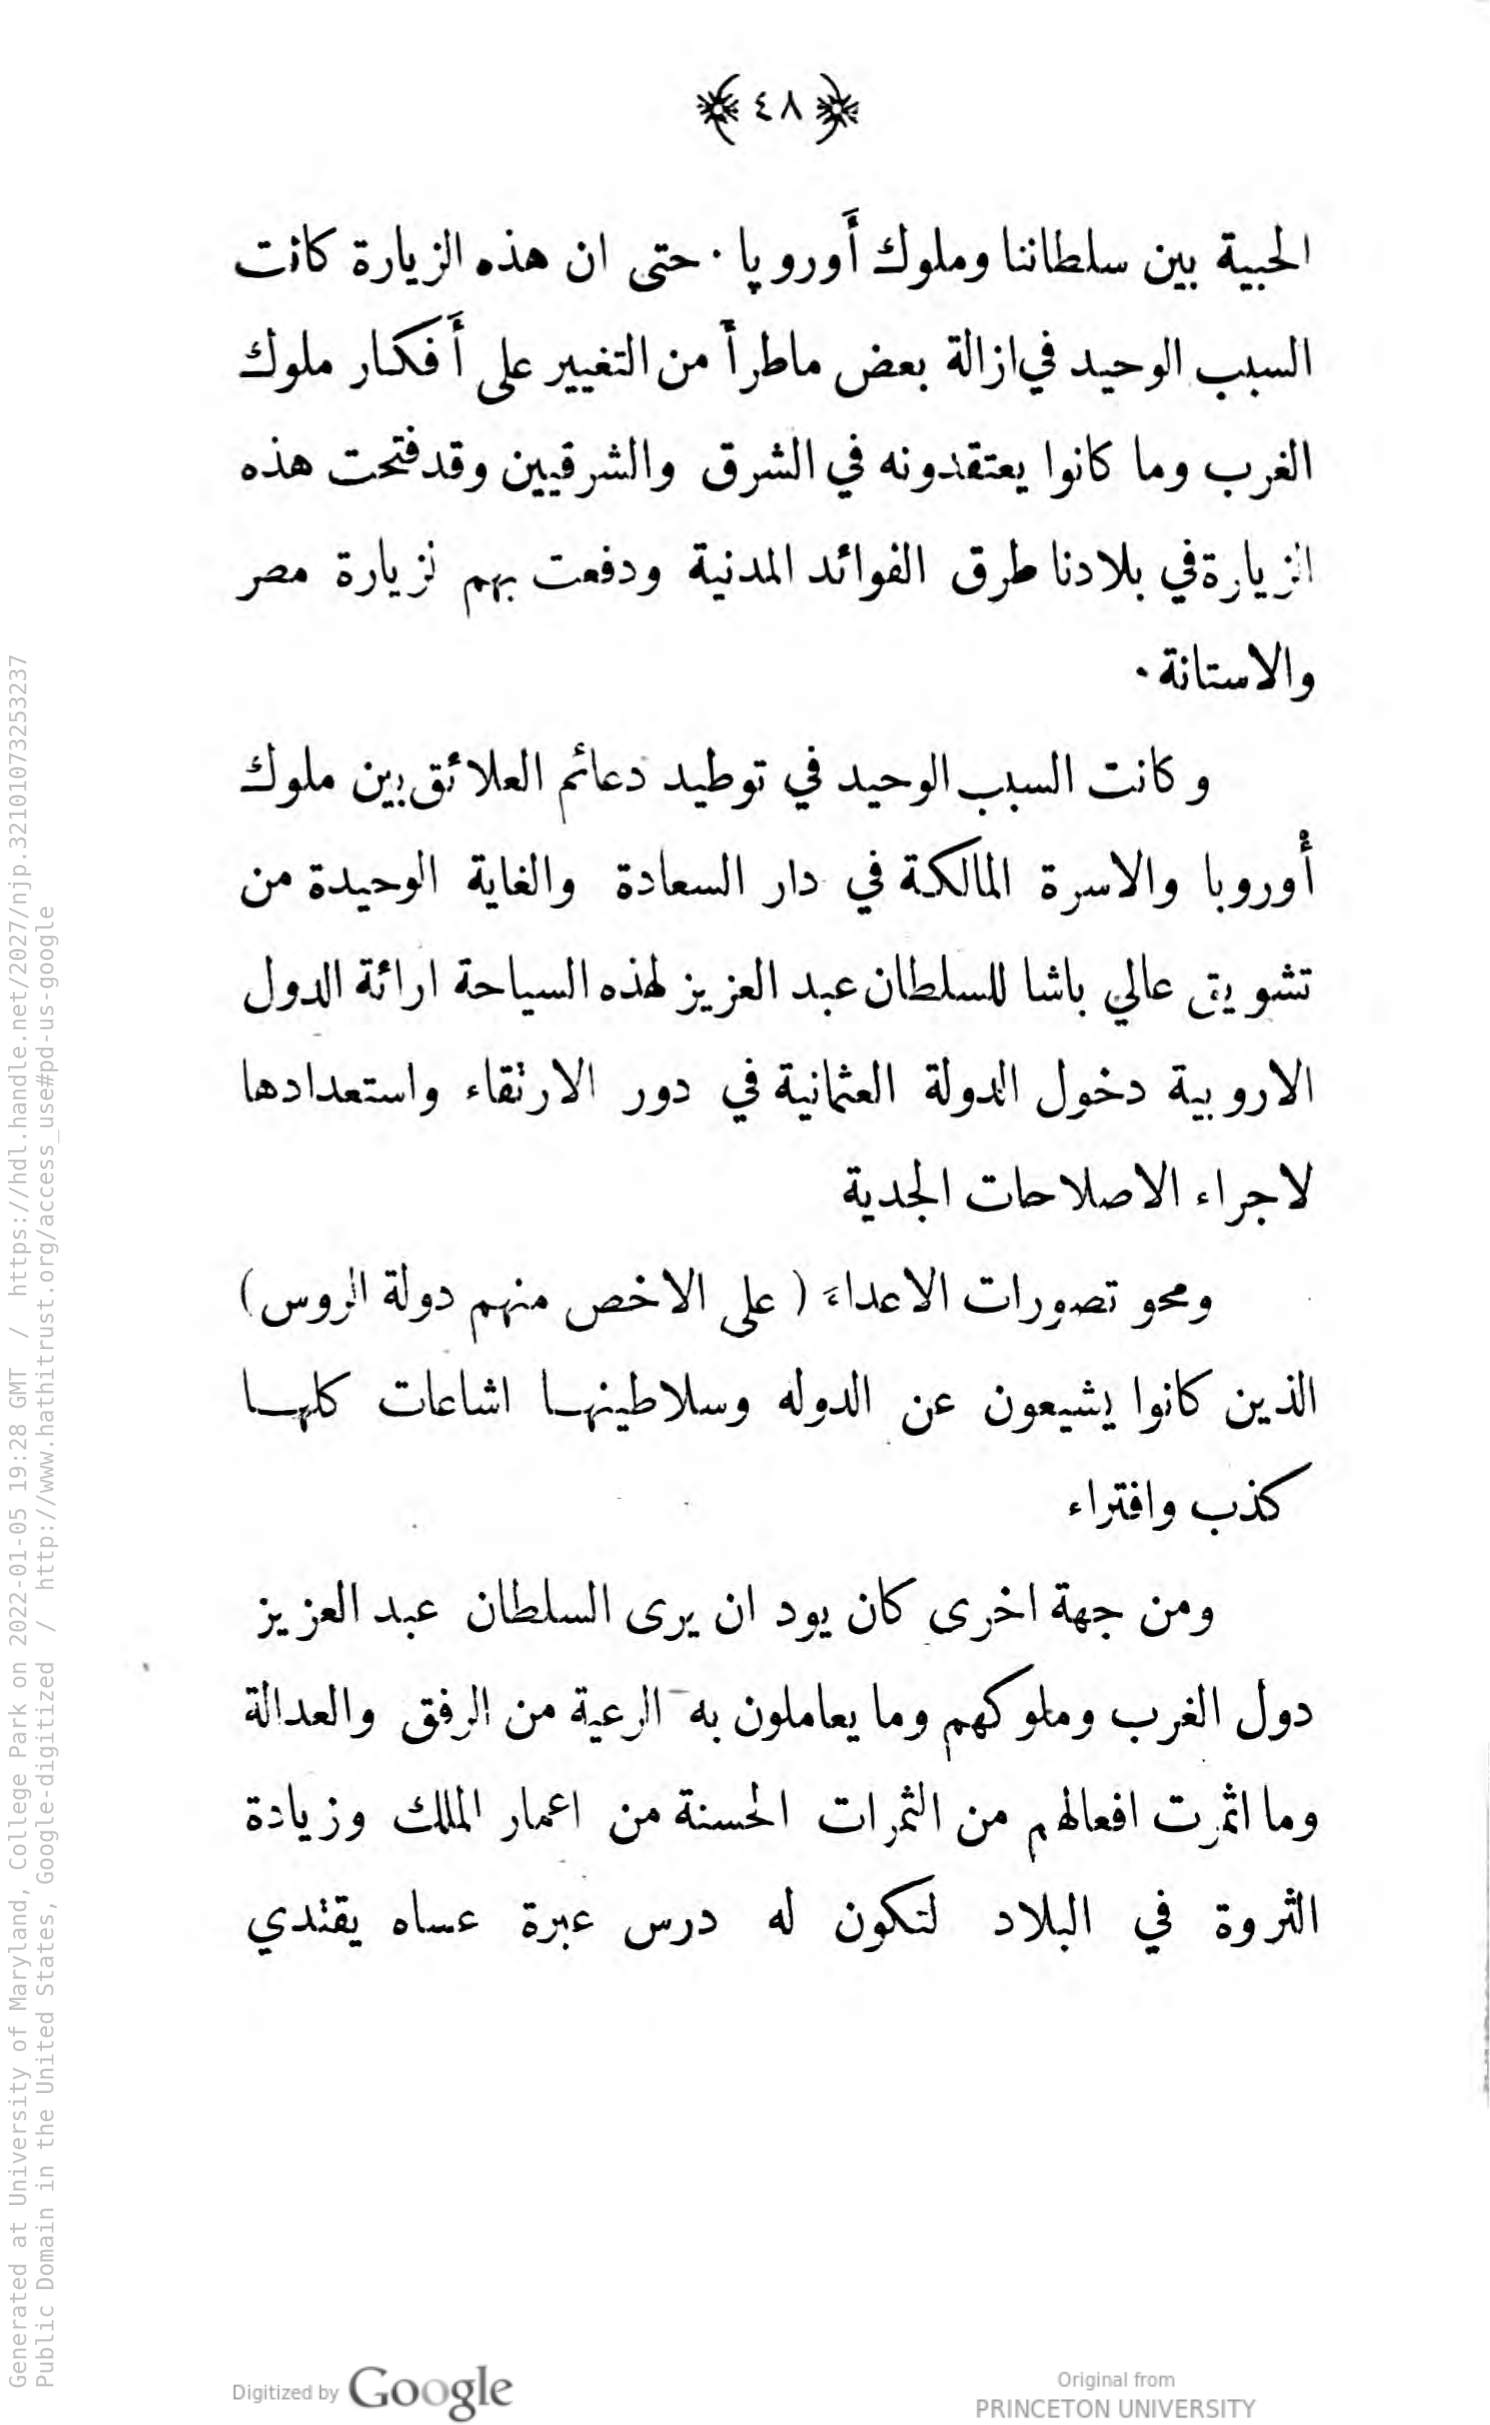 ٤٨
الحبية بين سلطاننا وملوك أَوروپا · حتى ان هذه الزيارة كانت
السبب الوحيد في ازالة بعض ماطرأَ من التغيير على أَفكار ملوك
الغرب وما كانوا يعتقدونه في الشرق والشرقيين وقد فتحت هذه
الزيارة في بلادنا طرق الفوائد المدنية ودفعت بهم لزيارة مصر
والاستانة ·
وكانت السبب الوحيد في توطيد دعائم العلائق بين ملوك
أوروبا والاسرة المالكة في دار السعادة والغاية الوحيدة من
تشويق عالي باشا للسلطان عبد العزيز لهذه السياحة ارائة الدول
الاروبية دخول الدولة العثمانية في دور الارتقاء واستعدادها
لاجراء الاصلاحات الجدية
ومحو تصورات الاعداءَ ( على الاخص منهم دولة الروس )
الذين كانوا يشيعون عن الدوله وسلاطينها اشاعات كلها
كذب وافتراء
ومن جهة اخرى كان يود ان يرى السلطان عبد العزيز
دول الغرب وملوكهم وما يعاملون به الرعية من الرفق والعدالة
وما اثمرت افعالهم من الثمرات الحسنة من اعمار الملك وزيادة
الثروة في البلاد لتكون له درس عبرة عساه يقتدي
Generated at University of Maryland, College Park on 2022-01-05 19:28 GMT / https://hdl.handle.net/2027/njp.32101073253237
Public Domain in the United States, Google-digitized / http://www.hathitrust.org/access_use#pd-us-google
Digitized by Google
Original from
PRINCETON UNIVERSITY